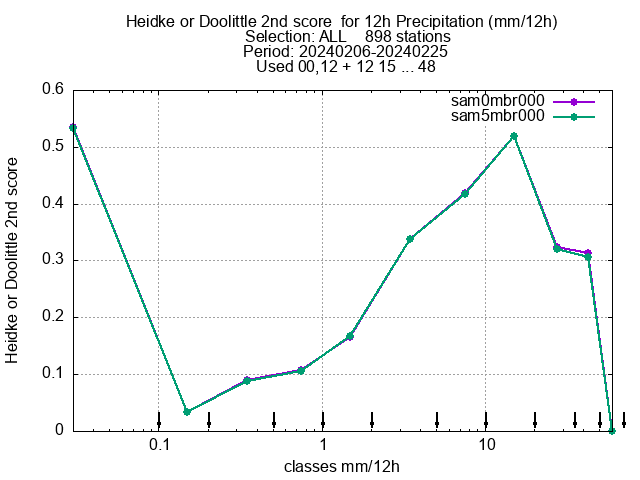 Heidke or Doolittle 2nd score  for 12h Precipitation (mm/12h)
Selection: ALL    898 stations
Period: 20240206-20240225
Used 00,12 + 12 15 ... 48
sam0mbr000
sam5mbr000
Heidke or Doolittle 2nd score
0.6
0.5
0.4
0.3
0.2
0.1
0
0.1 1 10
classes mm/12h